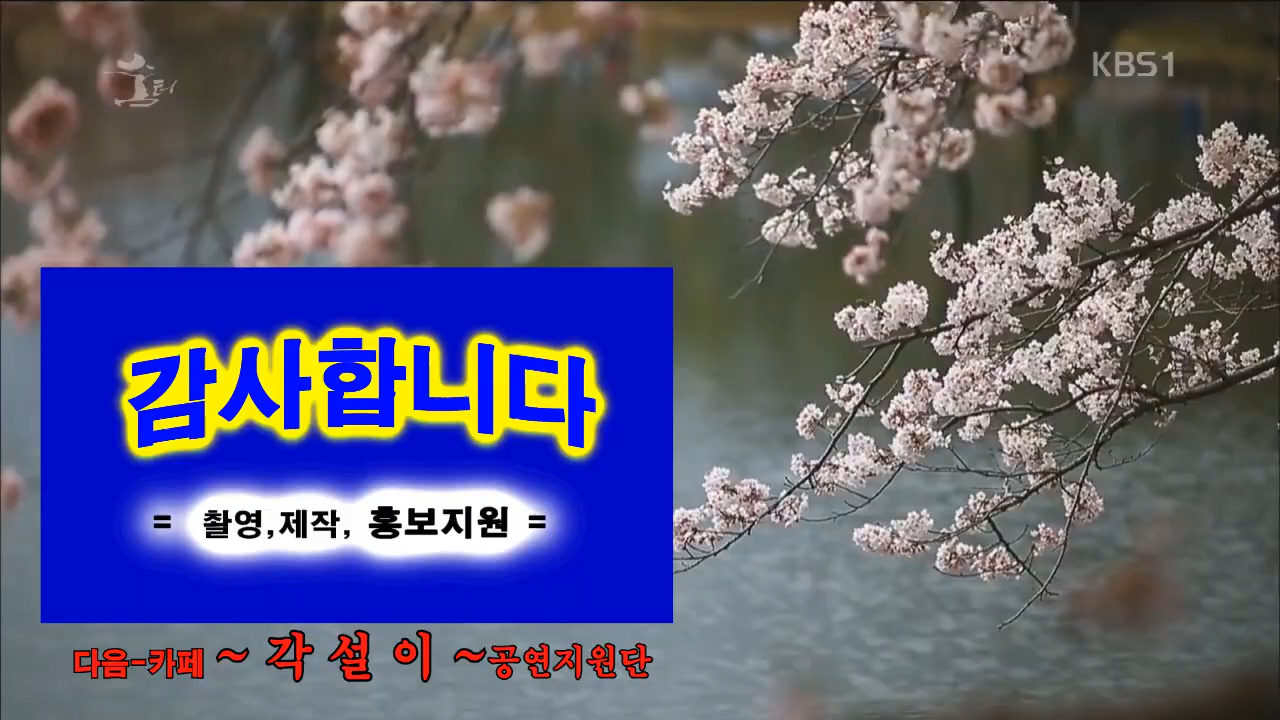 KBS1
감사합니다
= 촬영,제작, 홍보지원 =
다음-카페 ~ 각 설 이 ~공연지원단